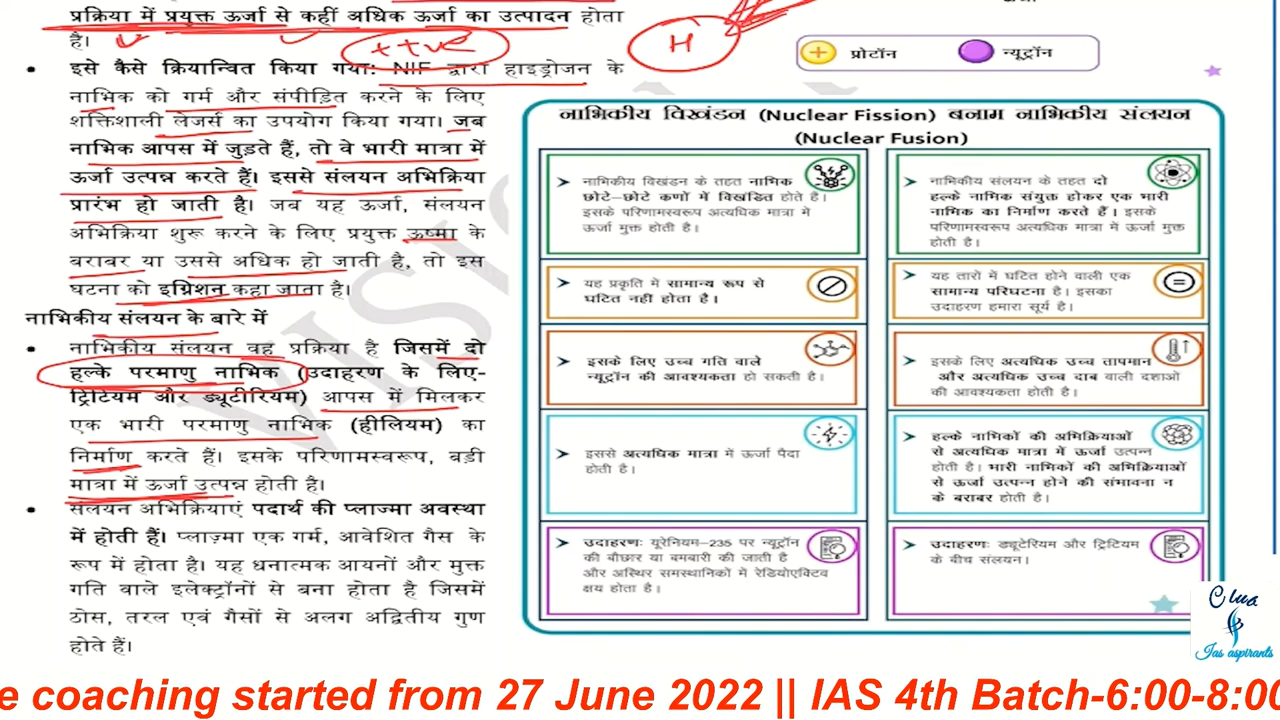 प्रक्रिया में प्रयुक्त ऊर्जा से कहीं अधिक ऊर्जा का उत्पादन होता
है।
++ve
H
प्रोटॉन
न्यूट्रॉन
• इसे कैसे क्रियान्वित किया गया: NIF द्वारा हाइड्रोजन के
नाभिक को गर्म और संपीड़ित करने के लिए
शक्तिशाली लेजर्स का उपयोग किया गया। जब
नाभिक आपस में जुड़ते हैं, तो वे भारी मात्रा में
ऊर्जा उत्पन्न करते हैं। इससे संलयन अभिक्रिया
प्रारंभ हो जाती है। जब यह ऊर्जा, संलयन
अभिक्रिया शुरू करने के लिए प्रयुक्त ऊष्मा के
बराबर या उससे अधिक हो जाती है, तो इस
घटना को इग्निशन कहा जाता है।
नाभिकीय संलयन के बारे में
• नाभिकीय संलयन वह प्रक्रिया है जिसमें दो
हल्के परमाणु नाभिक (उदाहरण के लिए-
ट्रिटियम और ड्यूटीरियम) आपस में मिलकर
एक भारी परमाणु नाभिक (हीलियम) का
निर्माण करते हैं। इसके परिणामस्वरूप, बड़ी
मात्रा में ऊर्जा उत्पन्न होती है।
• संलयन अभिक्रियाएं पदार्थ की प्लाज्मा अवस्था
में होती हैं। प्लाज़्मा एक गर्म, आवेशित गैस के
रूप में होता है। यह धनात्मक आयनों और मुक्त
गति वाले इलेक्ट्रॉनों से बना होता है जिसमें
ठोस, तरल एवं गैसों से अलग अद्वितीय गुण
होते हैं।
नाभिकीय विखंडन (Nuclear Fission) बनाम नाभिकीय संलयन
(Nuclear Fusion)
नाभिकीय विखंडन के तहत नाभिक
छोटे-छोटे कणों में विखंडित होते है।
इसके परिणामस्वरूप अत्यधिक मात्रा में
ऊर्जा मुक्त होती है।
नाभिकीय संलयन के तहत दो
हल्के नाभिक संयुक्त होकर एक भारी
नाभिक का निर्माण करते हैं। इसके
परिणामस्वरूप अत्यधिक मात्रा में ऊर्जा मुक्त
होती है।
यह प्रकृति में सामान्य रूप से
घटित नहीं होता है।
यह तारों में घटित होने वाली एक
सामान्य परिघटना है। इसका
उदाहरण हमारा सूर्य है।
इसके लिए उच्च गति वाले
न्यूट्रॉन की आवश्यकता हो सकती है।
इसके लिए अत्यधिक उच्च तापमान
और अत्यधिक उच्च दाब वाली दशाओं
की आवश्यकता होती है।
इससे अत्यधिक मात्रा में ऊर्जा पैदा
होती है।
हल्के नाभिकों की अभिक्रियाओं
से अत्यधिक मात्रा में ऊर्जा उत्पन्न
होती है। भारी नाभिकों की अभिक्रियाओं
से ऊर्जा उत्पन्न होने की संभावना न
के बराबर होती है।
उदाहरण: यूरेनियम-235 पर न्यूट्रॉन
की बौछार या बमबारी की जाती है
और अस्थिर समस्थानिकों में रेडियोएक्टिव
क्षय होता है।
उदाहरण: ड्यूटेरियम और ट्रिटियम
के बीच संलयन।
Clue
Ias aspirants
e coaching started from 27 June 2022 || IAS 4th Batch-6:00-8:00